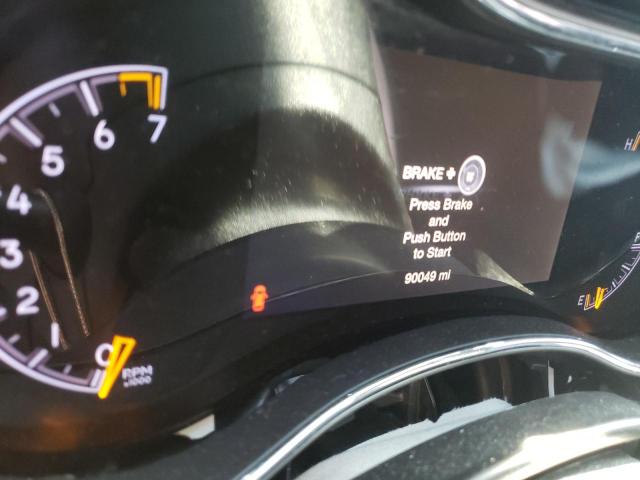 7
6
5
4
3
2
1
0
RPM
x1000
BRAKE +
Press Brake
and
Push Button
to Start
90049 mi
H
E